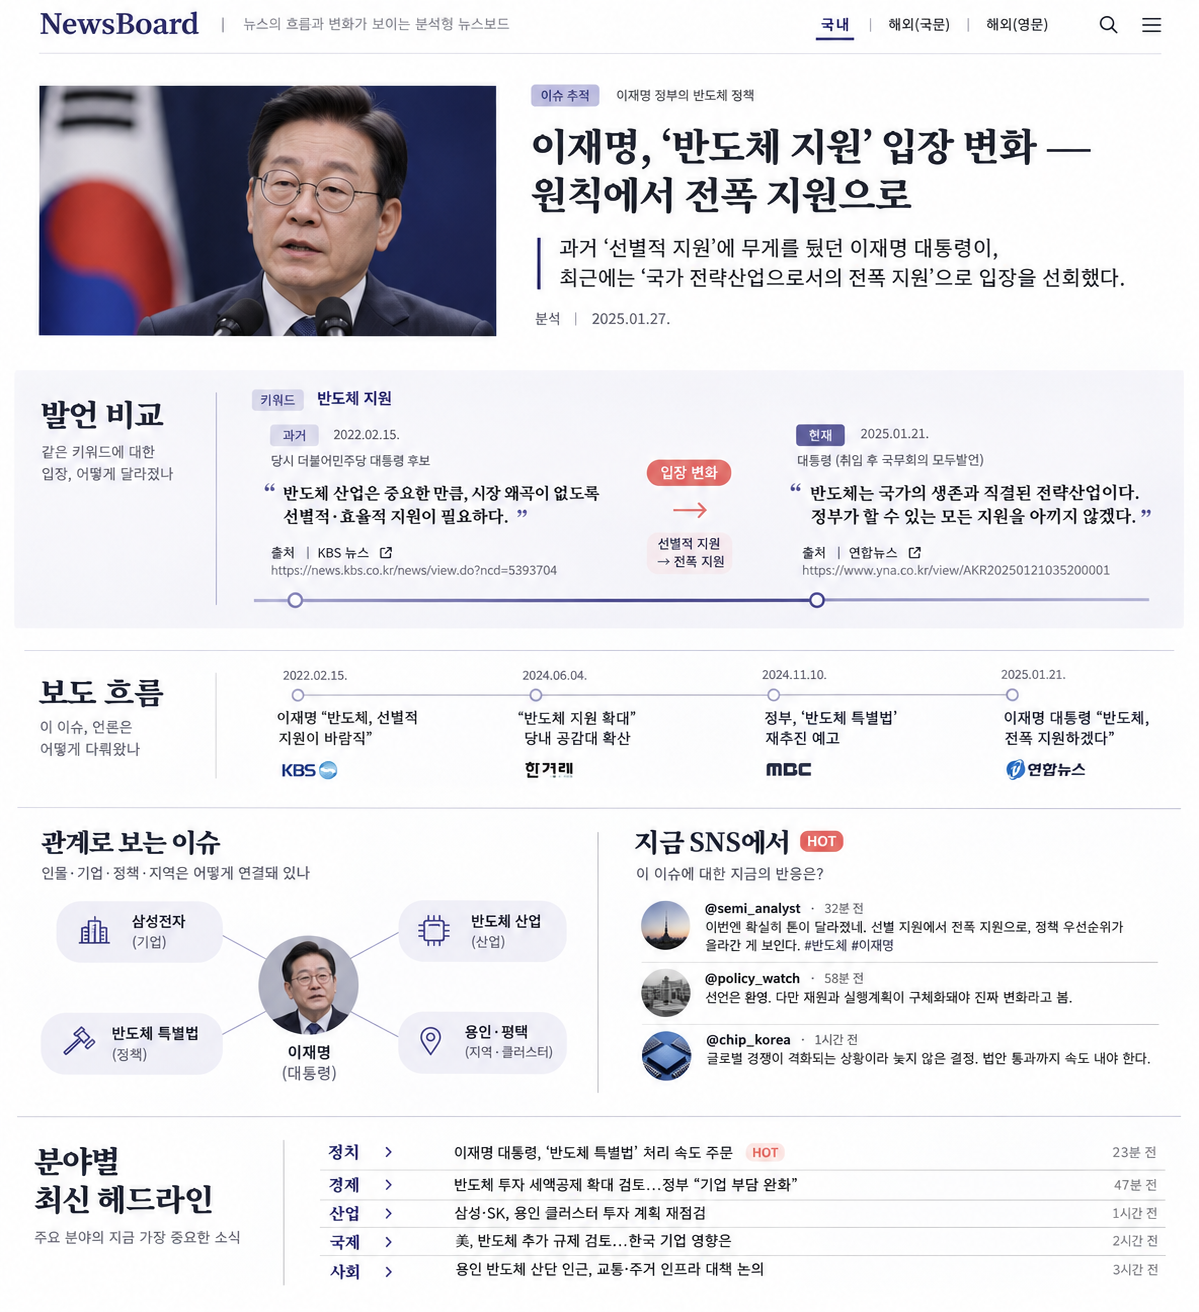 NewsBoard | 뉴스의 흐름과 변화가 보이는 분석형 뉴스보드
국내 | 해외(국문) | 해외(영문)
이슈 추적 이재명 정부의 반도체 정책
이재명, ‘반도체 지원’ 입장 변화 —
원칙에서 전폭 지원으로
과거 ‘선별적 지원’에 무게를 뒀던 이재명 대통령이,
최근에는 ‘국가 전략산업으로서의 전폭 지원’으로 입장을 선회했다.
분석 | 2025.01.27.
발언 비교
같은 키워드에 대한
입장, 어떻게 달라졌나
키워드 반도체 지원
과거 2022.02.15.
당시 더불어민주당 대통령 후보
“ 반도체 산업은 중요한 만큼, 시장 왜곡이 없도록
선별적·효율적 지원이 필요하다. ”
출처 | KBS 뉴스
https://news.kbs.co.kr/news/view.do?ncd=5393704
입장 변화
→
선별적 지원
→ 전폭 지원
현재 2025.01.21.
대통령 (취임 후 국무회의 모두발언)
“ 반도체는 국가의 생존과 직결된 전략산업이다.
정부가 할 수 있는 모든 지원을 아끼지 않겠다. ”
출처 | 연합뉴스
https://www.yna.co.kr/view/AKR20250121035200001
보도 흐름
이 이슈, 언론은
어떻게 다뤄왔나
2022.02.15.
이재명 “반도체, 선별적
지원이 바람직”
KBS
2024.06.04.
“반도체 지원 확대”
당내 공감대 확산
한겨레
2024.11.10.
정부, ‘반도체 특별법’
재추진 예고
MBC
2025.01.21.
이재명 대통령 “반도체,
전폭 지원하겠다”
연합뉴스
관계로 보는 이슈
인물·기업·정책·지역은 어떻게 연결돼 있나
삼성전자
(기업)
반도체 산업
(산업)
반도체 특별법
(정책)
용인·평택
(지역·클러스터)
이재명
(대통령)
지금 SNS에서 HOT
이 이슈에 대한 지금의 반응은?
@semi_analyst · 32분 전
이번엔 확실히 톤이 달라졌네. 선별 지원에서 전폭 지원으로, 정책 우선순위가
올라간 게 보인다. #반도체 #이재명
@policy_watch · 58분 전
선언은 환영. 다만 재원과 실행계획이 구체화돼야 진짜 변화라고 봄.
@chip_korea · 1시간 전
글로벌 경쟁이 격화되는 상황이라 늦지 않은 결정. 법안 통과까지 속도 내야 한다.
분야별
최신 헤드라인
주요 분야의 지금 가장 중요한 소식
정치 > 이재명 대통령, ‘반도체 특별법’ 처리 속도 주문 HOT 23분 전
경제 > 반도체 투자 세액공제 확대 검토…정부 “기업 부담 완화” 47분 전
산업 > 삼성·SK, 용인 클러스터 투자 계획 재점검 1시간 전
국제 > 美, 반도체 추가 규제 검토…한국 기업 영향은 2시간 전
사회 > 용인 반도체 산단 인근, 교통·주거 인프라 대책 논의 3시간 전